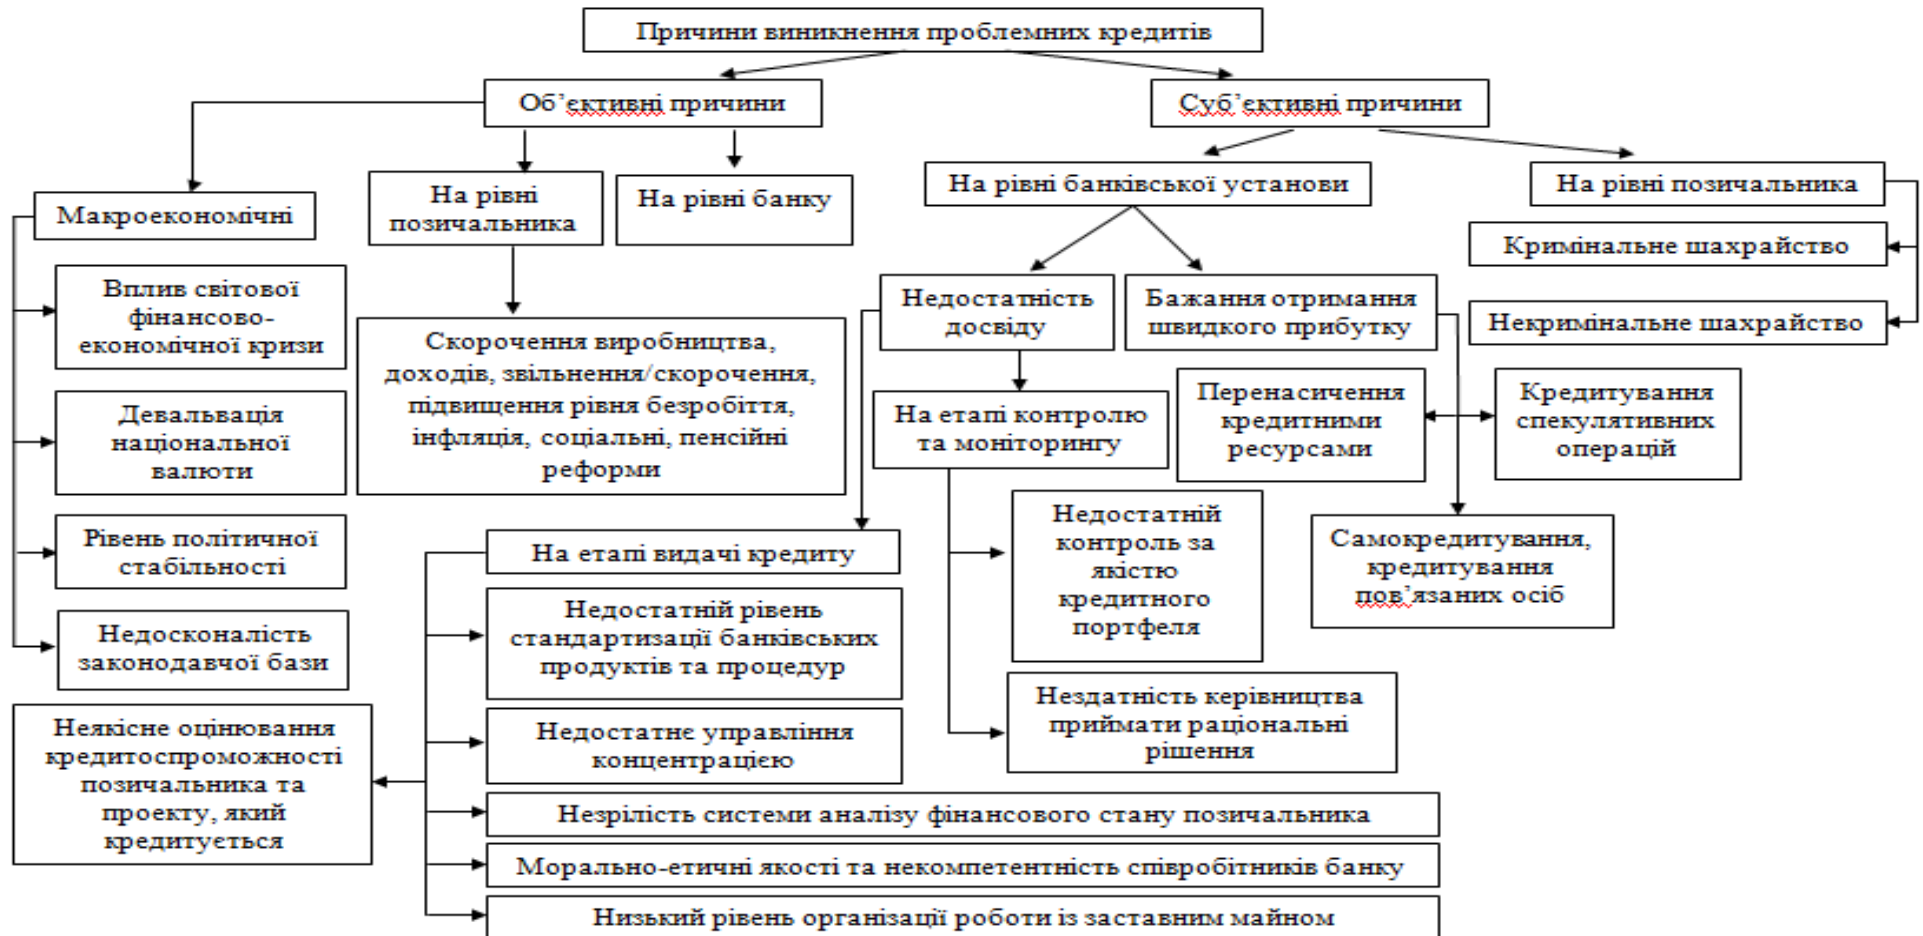 Причини виникнення проблемних кредитів
Об’єктивні причини
Суб’єктивні причини
Макроекономічні
На рівні
позичальника
На рівні банку
На рівні банківської установи
На рівні позичальника
Кримінальне шахрайство
Некримінальне шахрайство
Вплив світової
фінансово-
економічної кризи
Девальвація
національної
валюти
Рівень політичної
стабільності
Недосконалість
законодавчої бази
Скорочення виробництва,
доходів, звільнення/скорочення,
підвищення рівня безробіття,
інфляція, соціальні, пенсійні
реформи
Недостатність
досвіду
Бажання отримання
швидкого прибутку
На етапі контролю
та моніторингу
Перенасичення
кредитними
ресурсами
Кредитування
спекулятивних
операцій
Самокредитування,
кредитування
пов’язаних осіб
Недостатній
контроль за
якістю
кредитного
портфеля
Нездатність керівництва
приймати раціональні
рішення
На етапі видачі кредиту
Недостатній рівень
стандартизації банківських
продуктів та процедур
Недостатнє управління
концентрацією
Неякісне оцінювання
кредитоспроможності
позичальника та
проекту, який
кредитується
Незрілість системи аналізу фінансового стану позичальника
Морально-етичні якості та некомпетентність співробітників банку
Низький рівень організації роботи із заставним майном